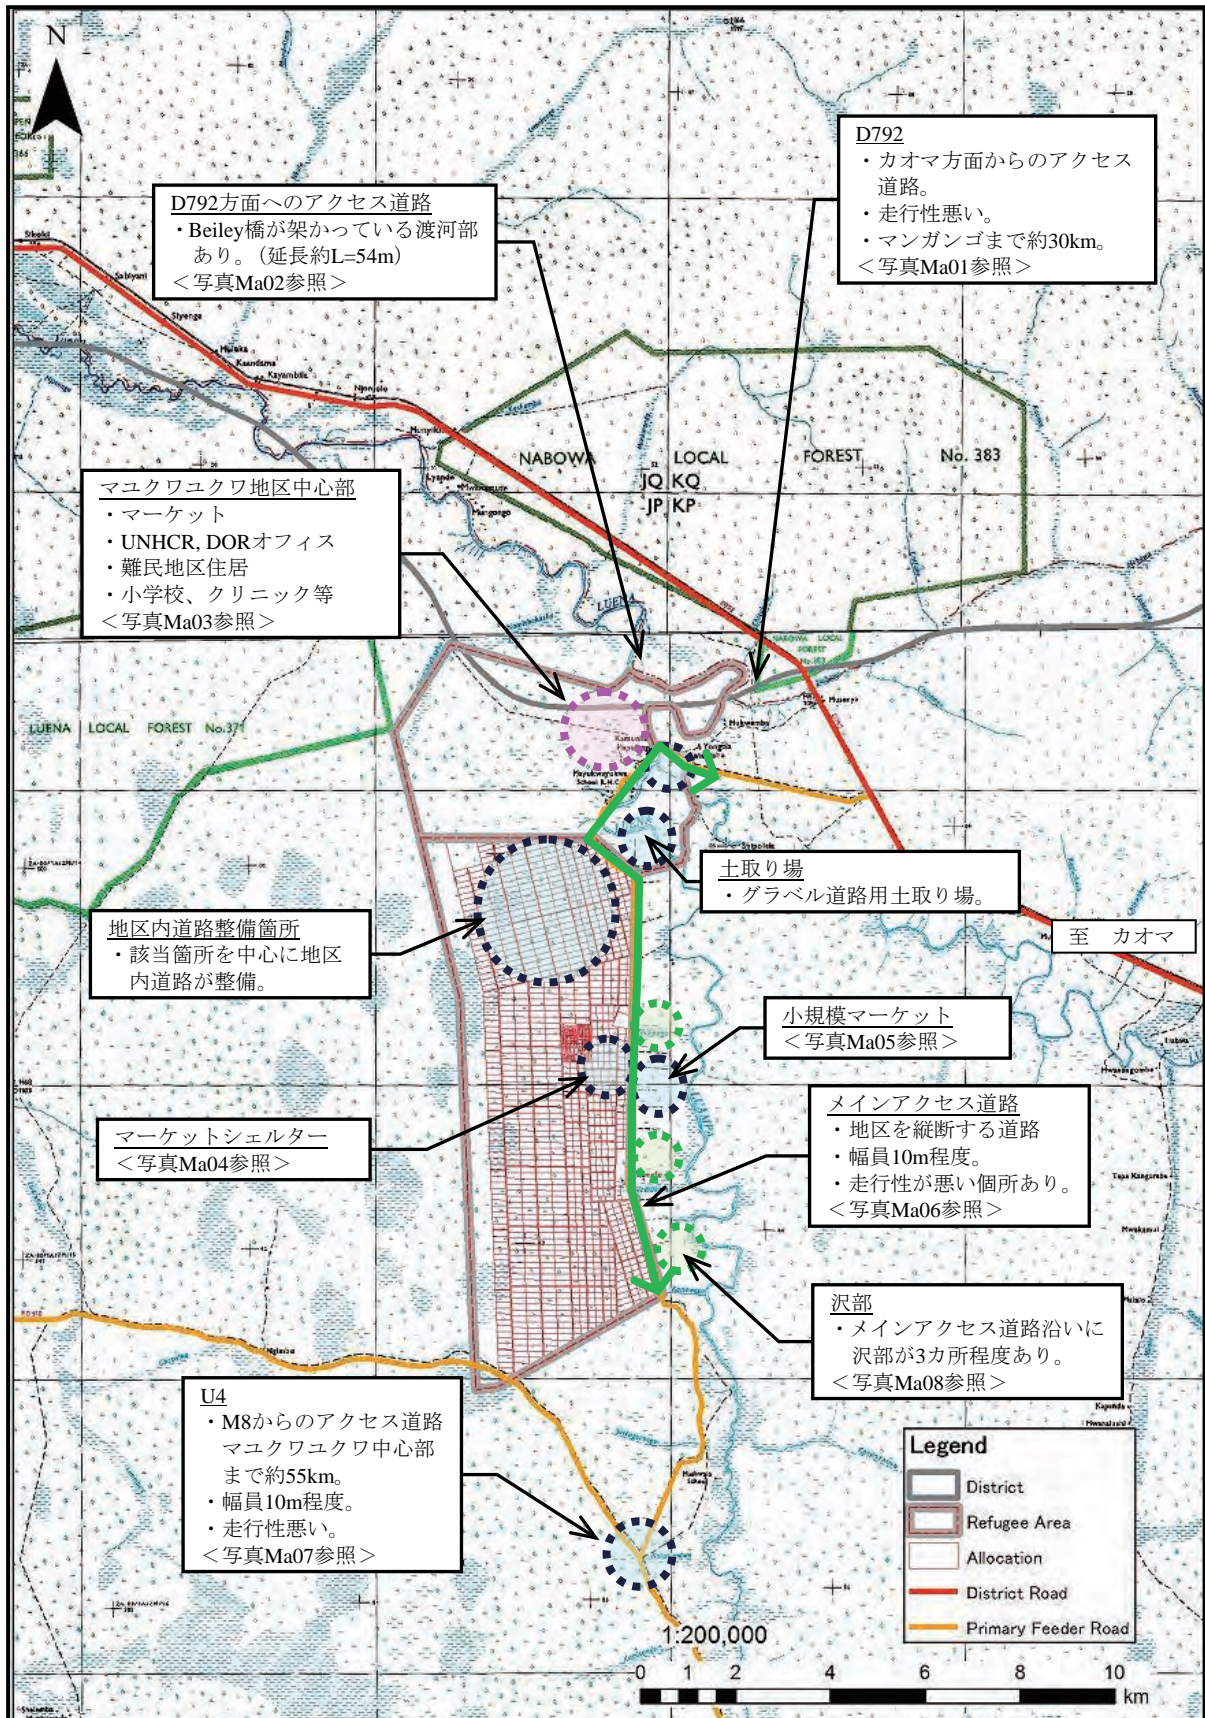 N
D792
・カオマ方面からのアクセス
道路。
・走行性悪い。
・マンガンゴまで約30km。
＜写真Ma01参照＞
D792方面へのアクセス道路
・Beiley橋が架かっている渡河部
あり。（延長約L=54m）
＜写真Ma02参照＞
NABOWA LOCAL FOREST No. 383
JQ KQ
JP KP
マユクワユクワ地区中心部
・マーケット
・UNHCR, DORオフィス
・難民地区住居
・小学校、クリニック等
＜写真Ma03参照＞
LUENA
NABOWA LOCAL
FOREST
LUENA LOCAL FOREST No.371
土取り場
・グラベル道路用土取り場。
至　カオマ
地区内道路整備箇所
・該当箇所を中心に地区
内道路が整備。
小規模マーケット
＜写真Ma05参照＞
メインアクセス道路
・地区を縦断する道路
・幅員10m程度。
・走行性が悪い個所あり。
＜写真Ma06参照＞
マーケットシェルター
＜写真Ma04参照＞
沢部
・メインアクセス道路沿いに
沢部が3カ所程度あり。
＜写真Ma08参照＞
U4
・M8からのアクセス道路
マユクワユクワ中心部
まで約55km。
・幅員10m程度。
・走行性悪い。
＜写真Ma07参照＞
Legend
District
Refugee Area
Allocation
District Road
Primary Feeder Road
1:200,000
0 1 2 4 6 8 10
km